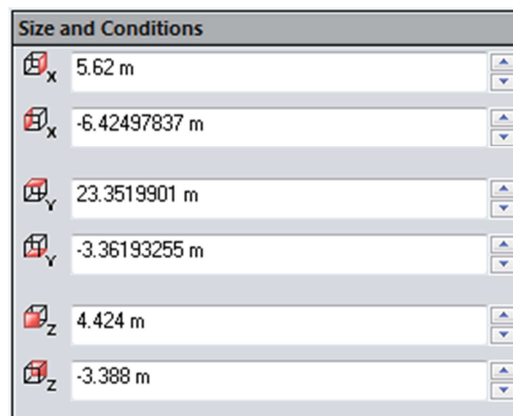 Size and Conditions
X 5.62 m
X -6.42497837 m
Y 23.3519901 m
Y -3.36193255 m
Z 4.424 m
Z -3.388 m